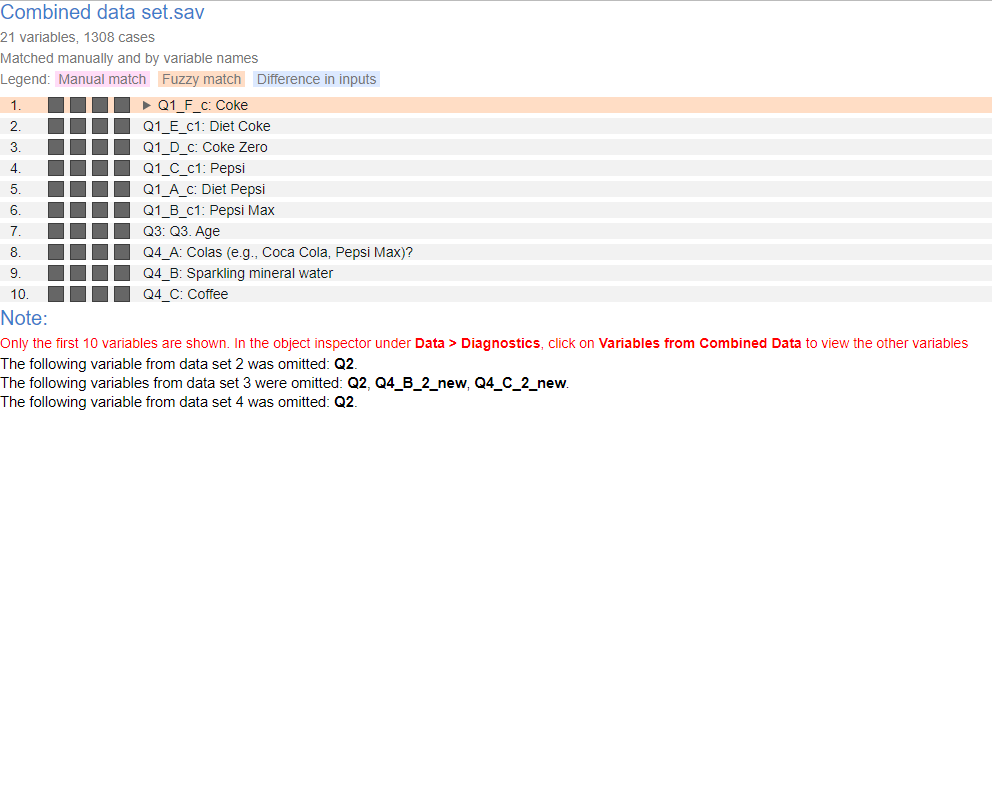 Combined data set.sav
21 variables, 1308 cases
Matched manually and by variable names
Legend: Manual match Fuzzy match Difference in inputs
1. ▶ Q1_F_c: Coke
2. Q1_E_c1: Diet Coke
3. Q1_D_c: Coke Zero
4. Q1_C_c1: Pepsi
5. Q1_A_c: Diet Pepsi
6. Q1_B_c1: Pepsi Max
7. Q3: Q3. Age
8. Q4_A: Colas (e.g., Coca Cola, Pepsi Max)?
9. Q4_B: Sparkling mineral water
10. Q4_C: Coffee
Note:
Only the first 10 variables are shown. In the object inspector under Data > Diagnostics, click on Variables from Combined Data to view the other variables
The following variable from data set 2 was omitted: Q2.
The following variables from data set 3 were omitted: Q2, Q4_B_2_new, Q4_C_2_new.
The following variable from data set 4 was omitted: Q2.